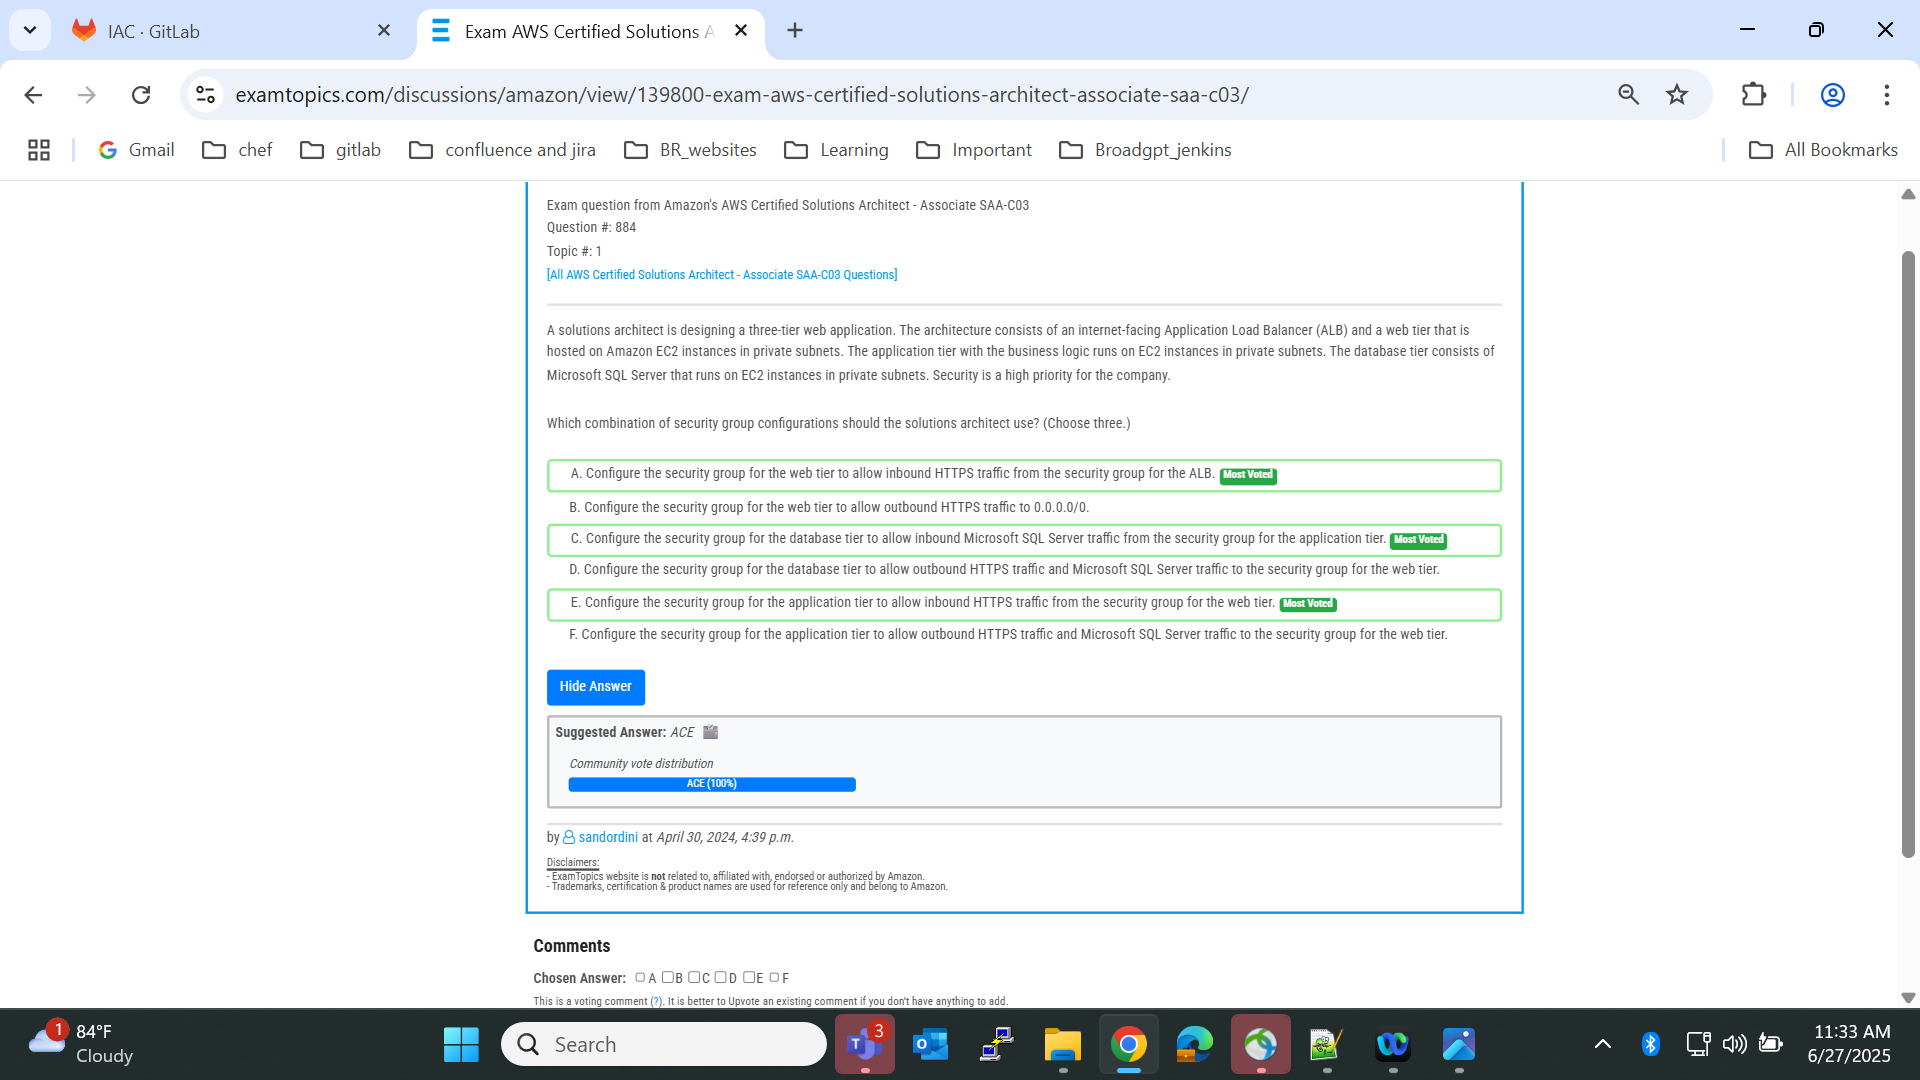 IAC · GitLab
Exam AWS Certified Solutions A
examtopics.com/discussions/amazon/view/139800-exam-aws-certified-solutions-architect-associate-saa-c03/
Gmail
chef
gitlab
confluence and jira
BR_websites
Learning
Important
Broadgpt_jenkins
All Bookmarks
Exam question from Amazon's AWS Certified Solutions Architect - Associate SAA-C03
Question #: 884
Topic #: 1
[All AWS Certified Solutions Architect - Associate SAA-C03 Questions]
A solutions architect is designing a three-tier web application. The architecture consists of an internet-facing Application Load Balancer (ALB) and a web tier that is
hosted on Amazon EC2 instances in private subnets. The application tier with the business logic runs on EC2 instances in private subnets. The database tier consists of
Microsoft SQL Server that runs on EC2 instances in private subnets. Security is a high priority for the company.
Which combination of security group configurations should the solutions architect use? (Choose three.)
A. Configure the security group for the web tier to allow inbound HTTPS traffic from the security group for the ALB. Most Voted
B. Configure the security group for the web tier to allow outbound HTTPS traffic to 0.0.0.0/0.
C. Configure the security group for the database tier to allow inbound Microsoft SQL Server traffic from the security group for the application tier. Most Voted
D. Configure the security group for the database tier to allow outbound HTTPS traffic and Microsoft SQL Server traffic to the security group for the web tier.
E. Configure the security group for the application tier to allow inbound HTTPS traffic from the security group for the web tier. Most Voted
F. Configure the security group for the application tier to allow outbound HTTPS traffic and Microsoft SQL Server traffic to the security group for the web tier.
Hide Answer
Suggested Answer: ACE
Community vote distribution
ACE (100%)
by sandordini at April 30, 2024, 4:39 p.m.
Disclaimers:
- ExamTopics website is not related to, affiliated with, endorsed or authorized by Amazon.
- Trademarks, certification & product names are used for reference only and belong to Amazon.
Comments
Chosen Answer: A B C D E F
This is a voting comment (?). It is better to Upvote an existing comment if you don't have anything to add.
1
84°F
Cloudy
Search
3
11:33 AM
6/27/2025